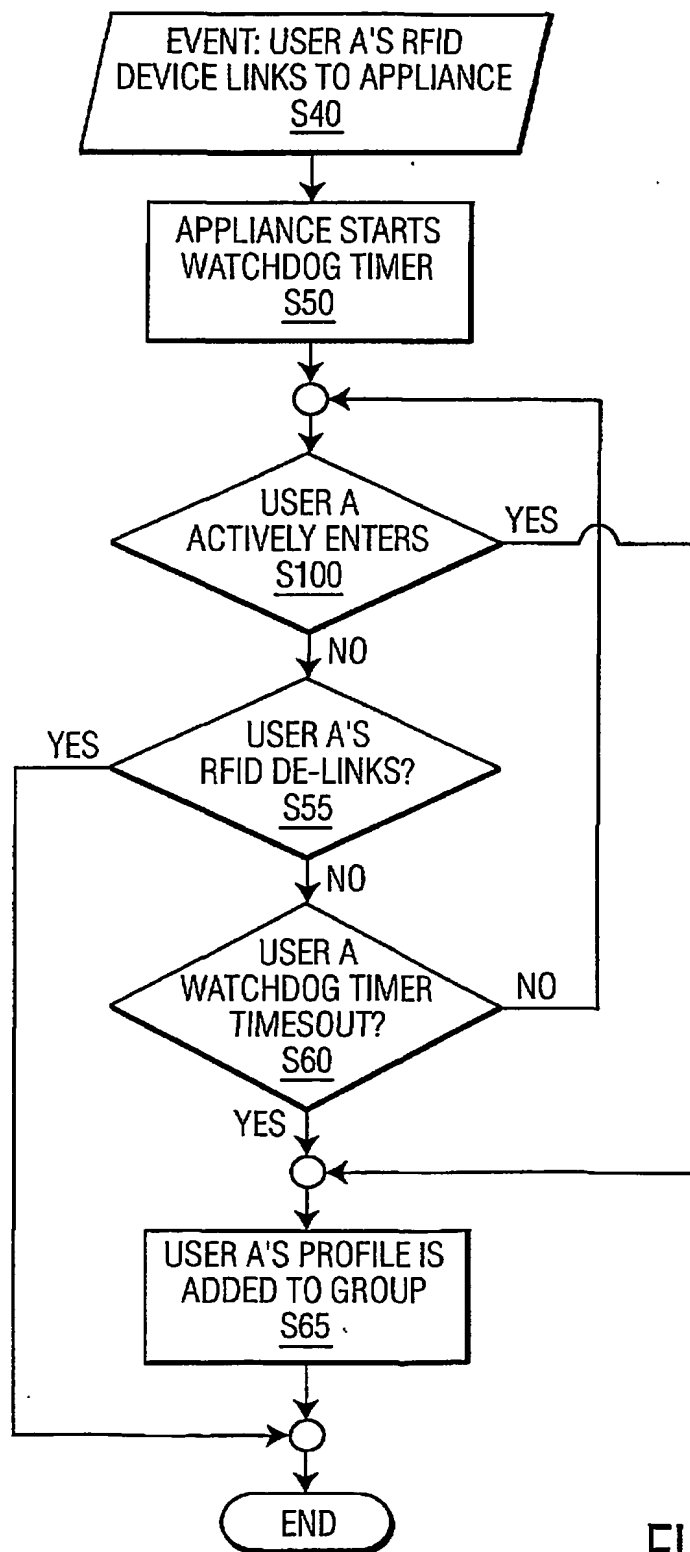 EVENT: USER A'S RFID
DEVICE LINKS TO APPLIANCE
S40
APPLIANCE STARTS
WATCHDOG TIMER
S50
USER A
ACTIVELY ENTERS
S100
YES
NO
YES
USER A'S
RFID DE-LINKS?
S55
NO
USER A
WATCHDOG TIMER
TIMESOUT?
S60
NO
YES
USER A'S PROFILE IS
ADDED TO GROUP
S65
END